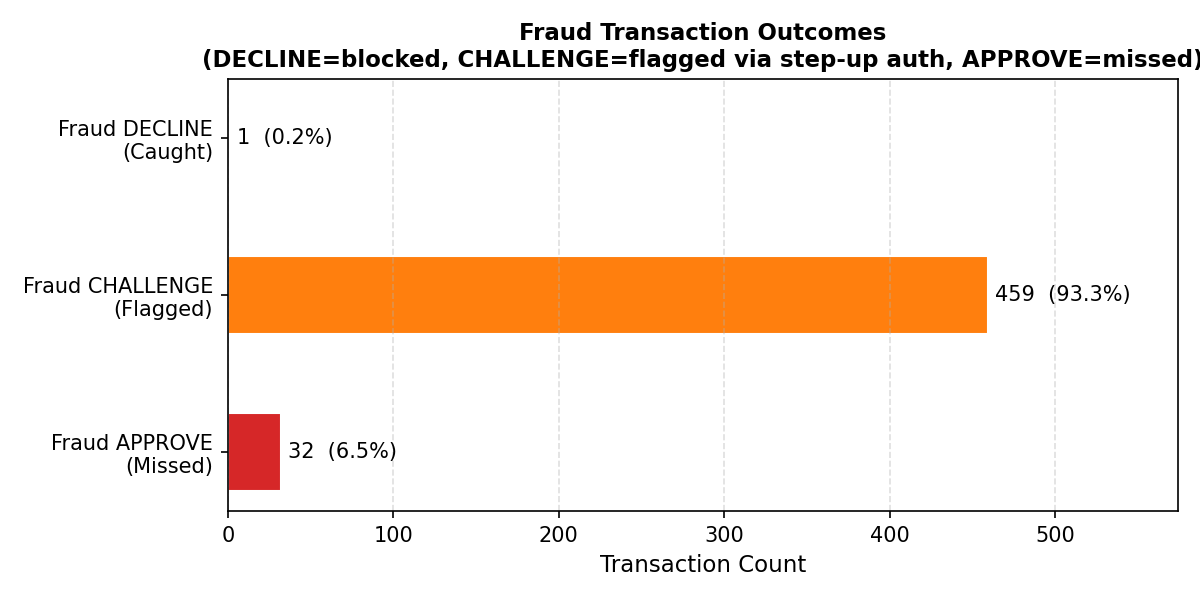 Fraud Transaction Outcomes
(DECLINE=blocked, CHALLENGE=flagged via step-up auth, APPROVE=missed)
Fraud DECLINE
(Caught)
1 (0.2%)
Fraud CHALLENGE
(Flagged)
459 (93.3%)
Fraud APPROVE
(Missed)
32 (6.5%)
0 100 200 300 400 500
Transaction Count